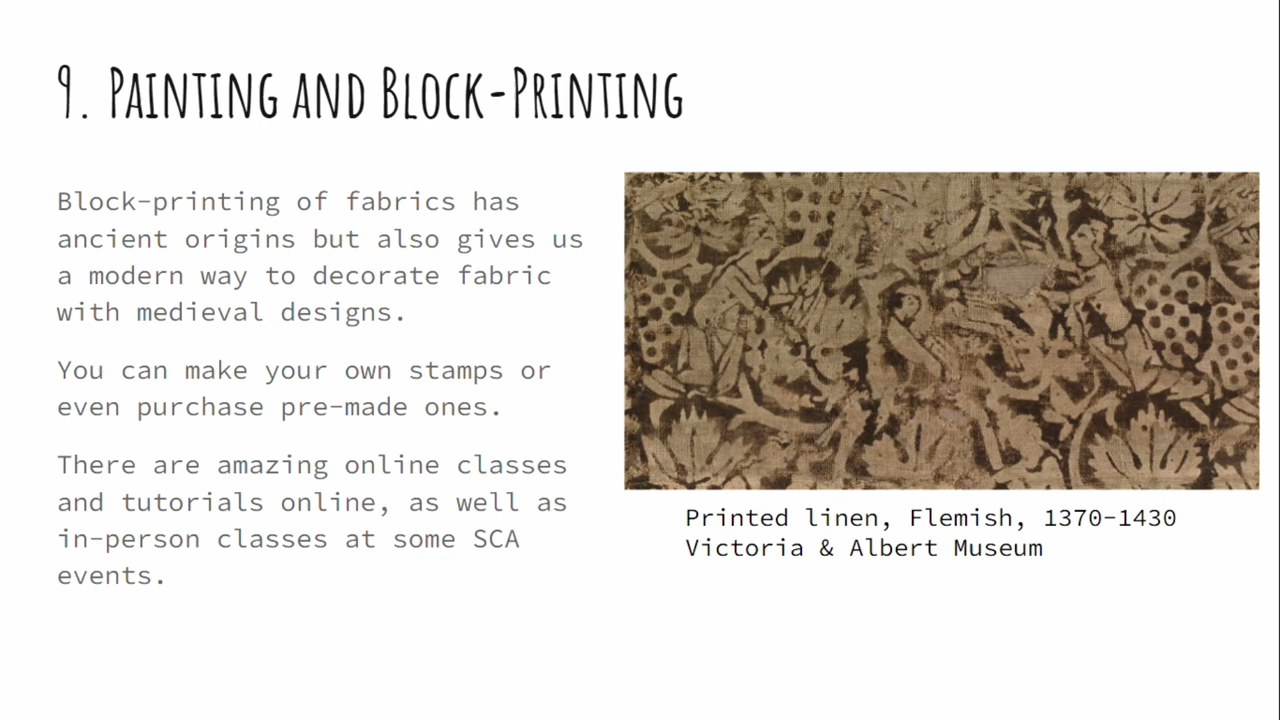 9. Painting and Block-Printing
Block-printing of fabrics has
ancient origins but also gives us
a modern way to decorate fabric
with medieval designs.
You can make your own stamps or
even purchase pre-made ones.
There are amazing online classes
and tutorials online, as well as
in-person classes at some SCA
events.
Printed linen, Flemish, 1370-1430
Victoria & Albert Museum